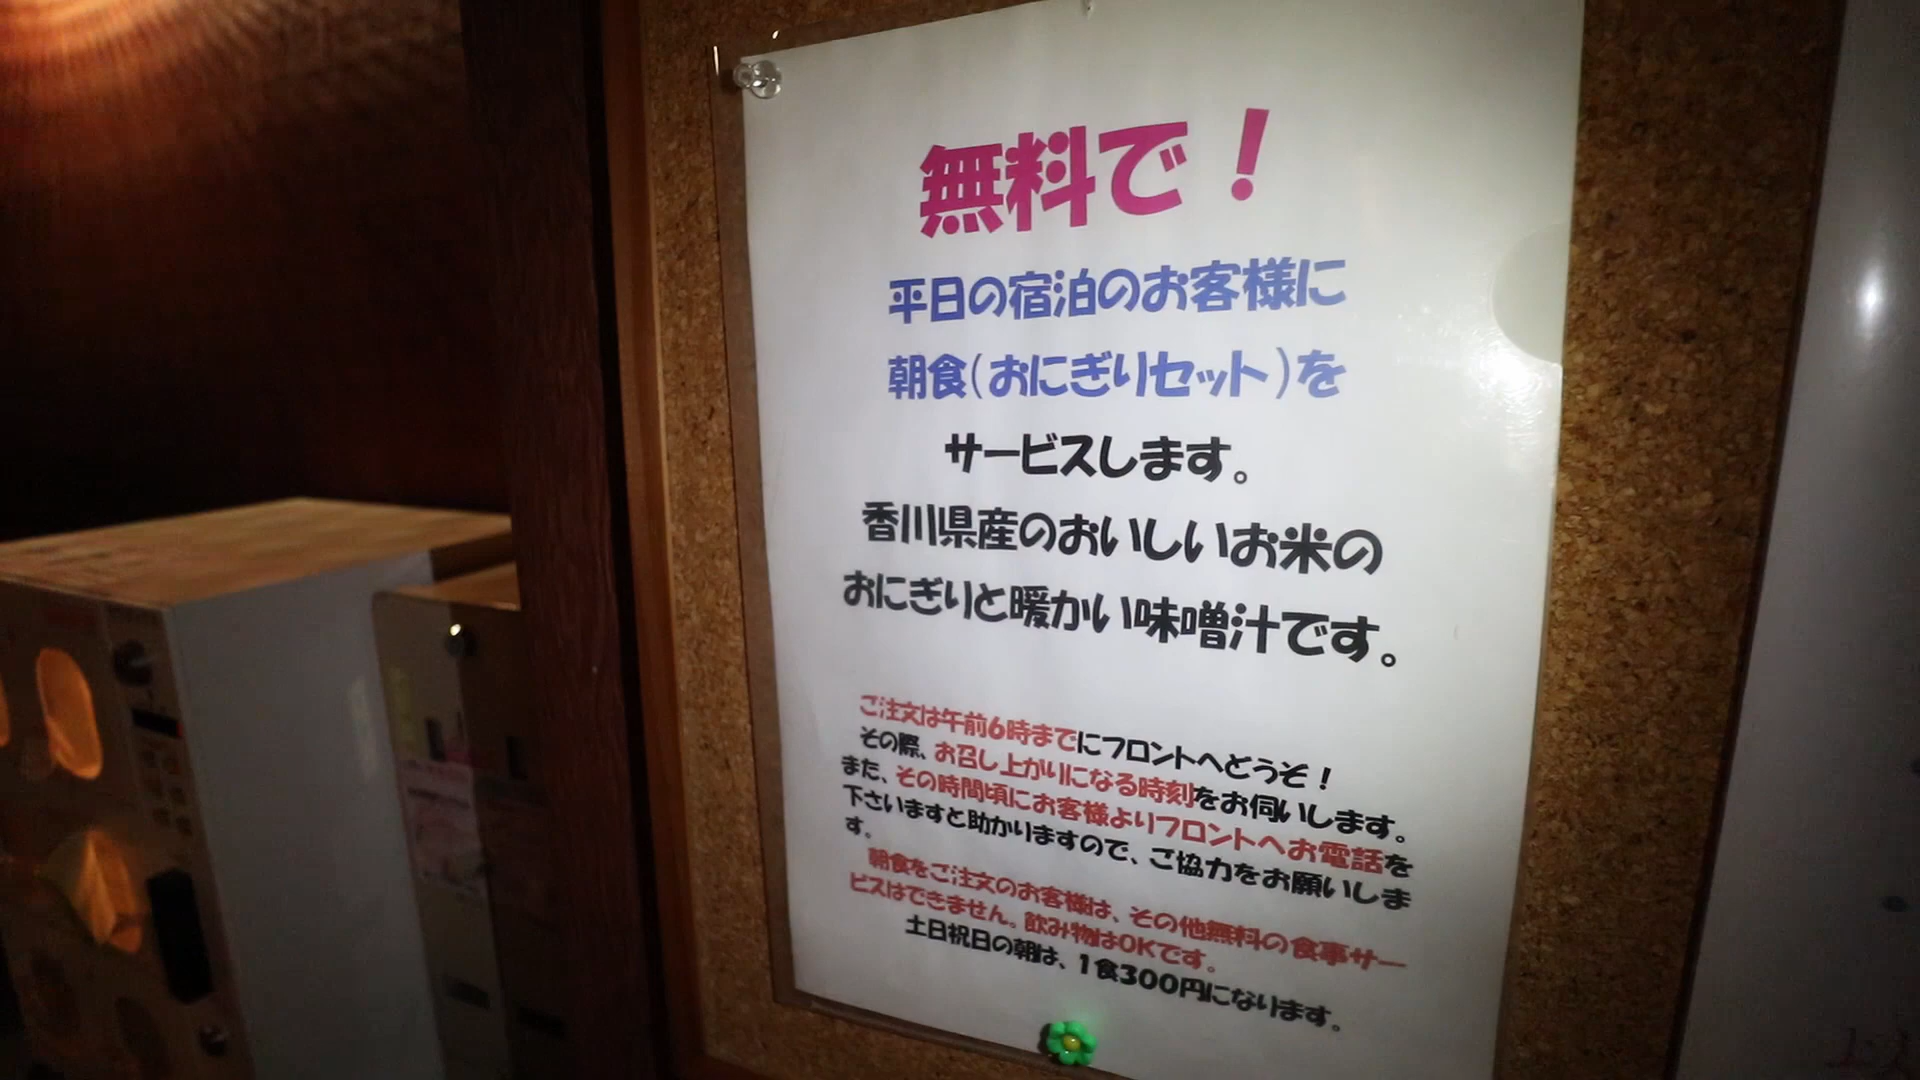 無料で！
平日の宿泊のお客様に
朝食(おにぎりセット)を
サービスします。
香川県産のおいしいお米の
おにぎりと暖かい味噌汁です。
ご注文は午前6時までにフロントへどうぞ！
その際、お召し上がりになる時刻をお伺いします。
また、その時間頃にお客様よりフロントへお電話を
下さいますと助かりますので、ご協力をお願いしま
す。
朝食をご注文のお客様は、その他無料の食事サー
ビスはできません。飲み物はOKです。
土日祝日の朝は、1食300円になります。